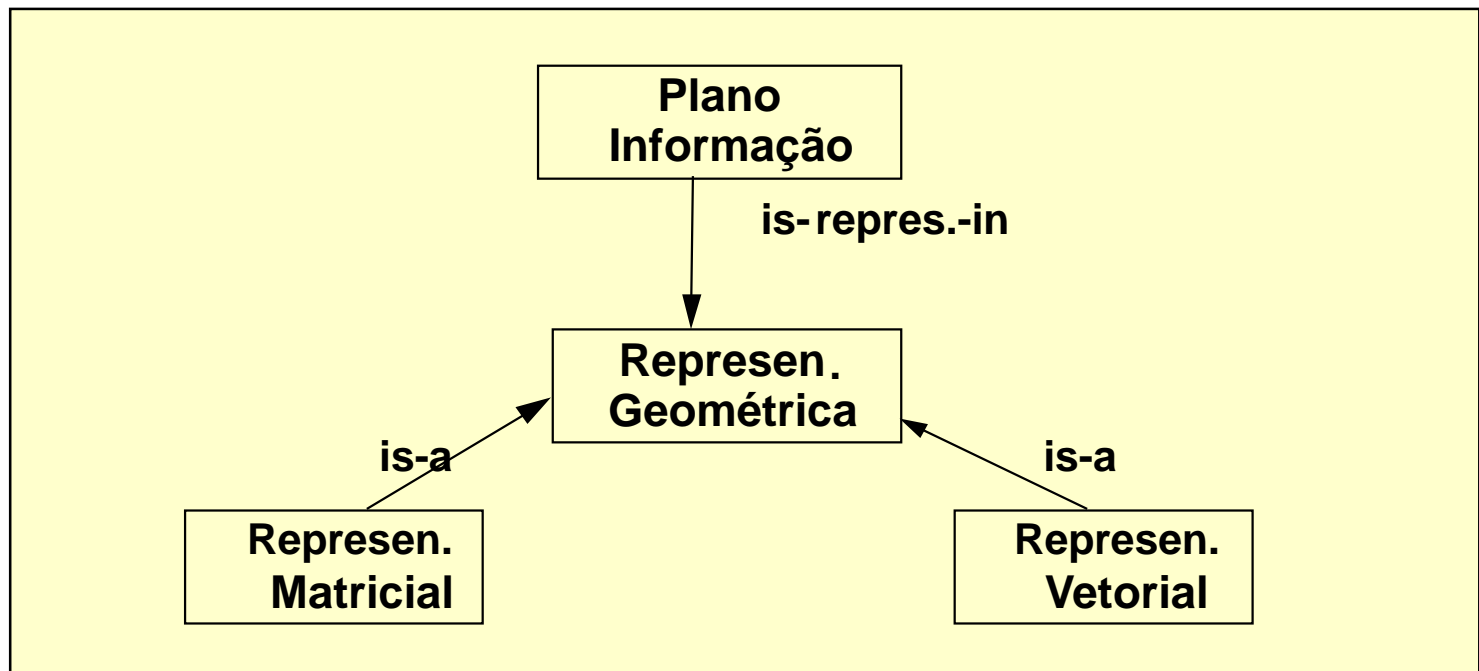 Plano
Informação
is-repres.-in
Represen.
Geométrica
is-a
is-a
Represen.
Matricial
Represen.
Vetorial